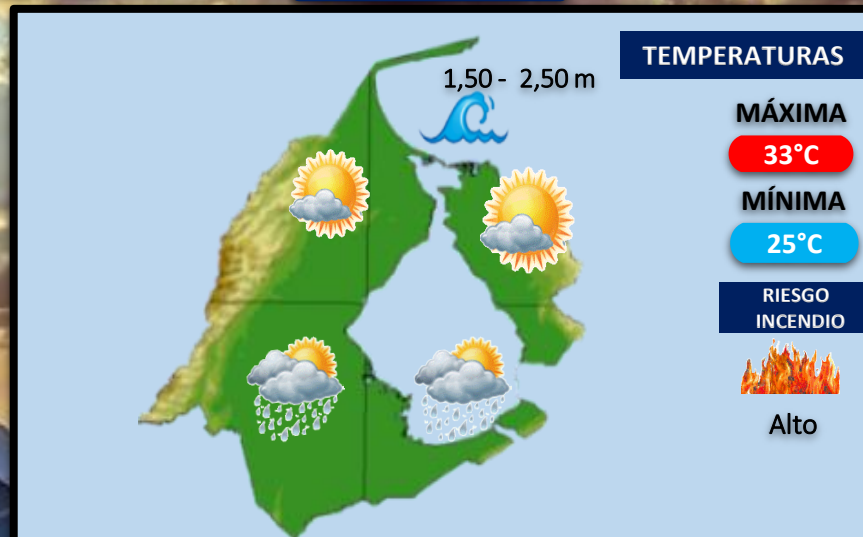 1,50 - 2,50 m
TEMPERATURAS
MÁXIMA
33°C
MÍNIMA
25°C
RIESGO
INCENDIO
Alto